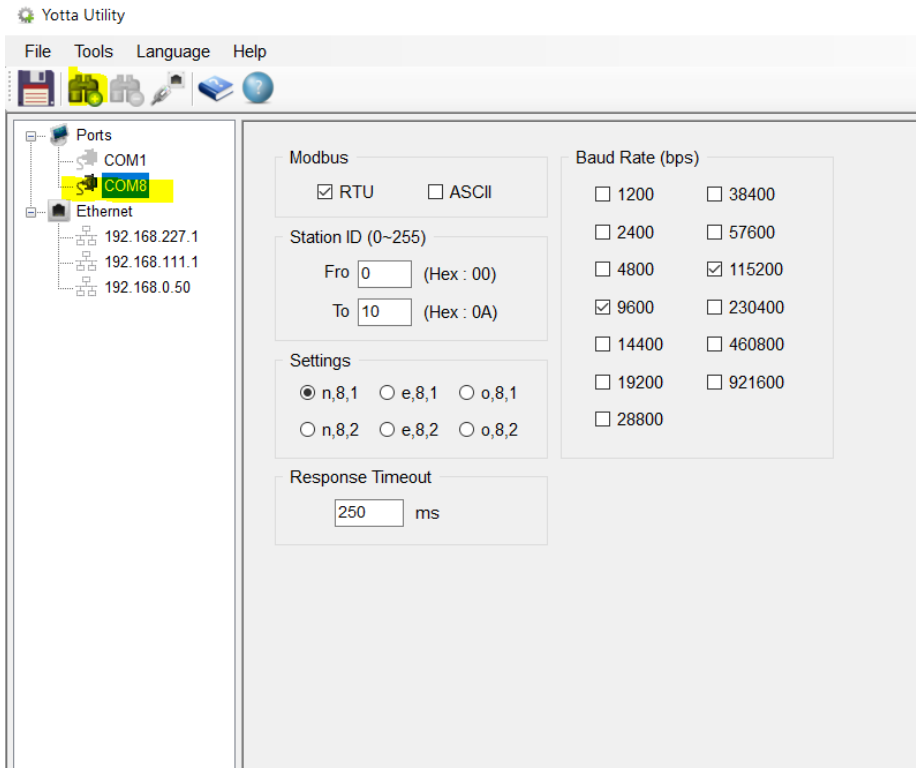 Yotta Utility
File Tools Language Help
Ports
COM1
COM8
Ethernet
192.168.227.1
192.168.111.1
192.168.0.50
Modbus
RTU ASCII
Station ID (0~255)
Fro 0 (Hex : 00)
To 10 (Hex : 0A)
Settings
n,8,1 e,8,1 o,8,1
n,8,2 e,8,2 o,8,2
Response Timeout
250 ms
Baud Rate (bps)
1200 38400
2400 57600
4800 115200
9600 230400
14400 460800
19200 921600
28800